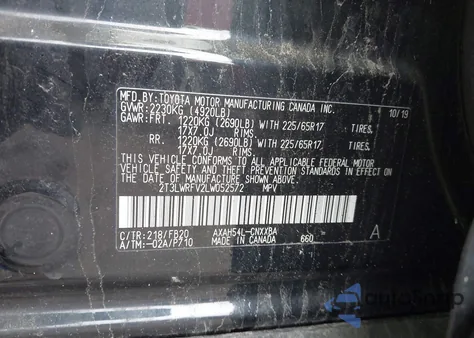 MFD.BY:TOYOTA MOTOR MANUFACTURING CANADA INC. 10/19
GVWR:2230KG (4920LB)
GAWR:FRT. 1220KG (2690LB) WITH 225/65R17 TIRES,
17X7.0J RIMS,
RR. 1220KG (2690LB) WITH 225/65R17 TIRES,
17X7.0J RIMS,
THIS VEHICLE CONFORMS TO ALL APPLICABLE FEDERAL MOTOR
VEHICLE SAFETY AND THEFT PREVENTION STANDARDS IN EFFECT
ON THE DATE OF MANUFACTURE SHOWN ABOVE.
2T3LWRFV2LW052572 MPV
C/TR:218/FB20 AXAH54L-CNXXBA
A/TM:-02A/P710 MADE IN CANADA 660 A